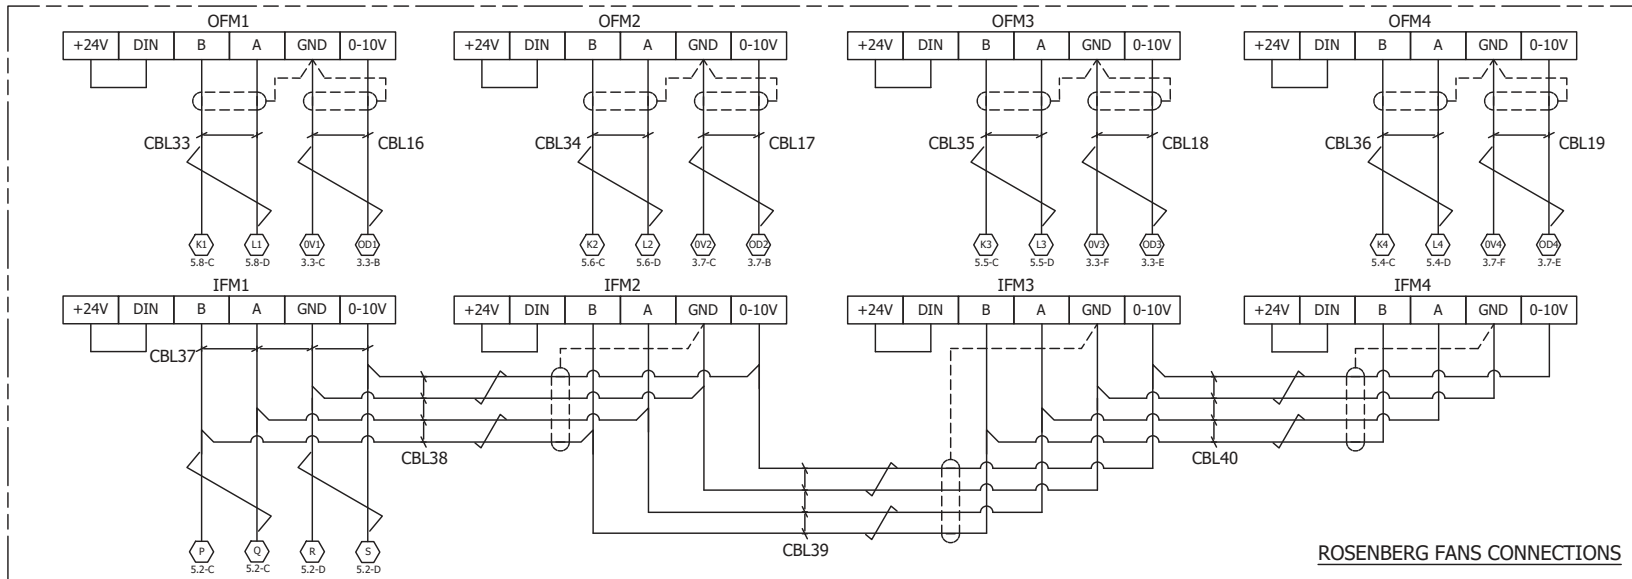 OFM1 OFM2 OFM3 OFM4
+24V DIN B A GND 0-10V +24V DIN B A GND 0-10V +24V DIN B A GND 0-10V +24V DIN B A GND 0-10V
CBL33 CBL16 CBL34 CBL17 CBL35 CBL18 CBL36 CBL19
K1 L1 0V1 OD1 K2 L2 0V2 OD2 K3 L3 0V3 OD3 K4 L4 0V4 OD4
5.8-C 5.8-D 3.3-C 3.3-B 5.6-C 5.6-D 3.7-C 3.7-B 5.5-C 5.5-D 3.3-F 3.3-E 5.4-C 5.4-D 3.7-F 3.7-E
IFM1 IFM2 IFM3 IFM4
+24V DIN B A GND 0-10V +24V DIN B A GND 0-10V +24V DIN B A GND 0-10V +24V DIN B A GND 0-10V
CBL37
CBL38 CBL40
CBL39
P Q R S
5.2-C 5.2-C 5.2-D 5.2-D
ROSENBERG FANS CONNECTIONS